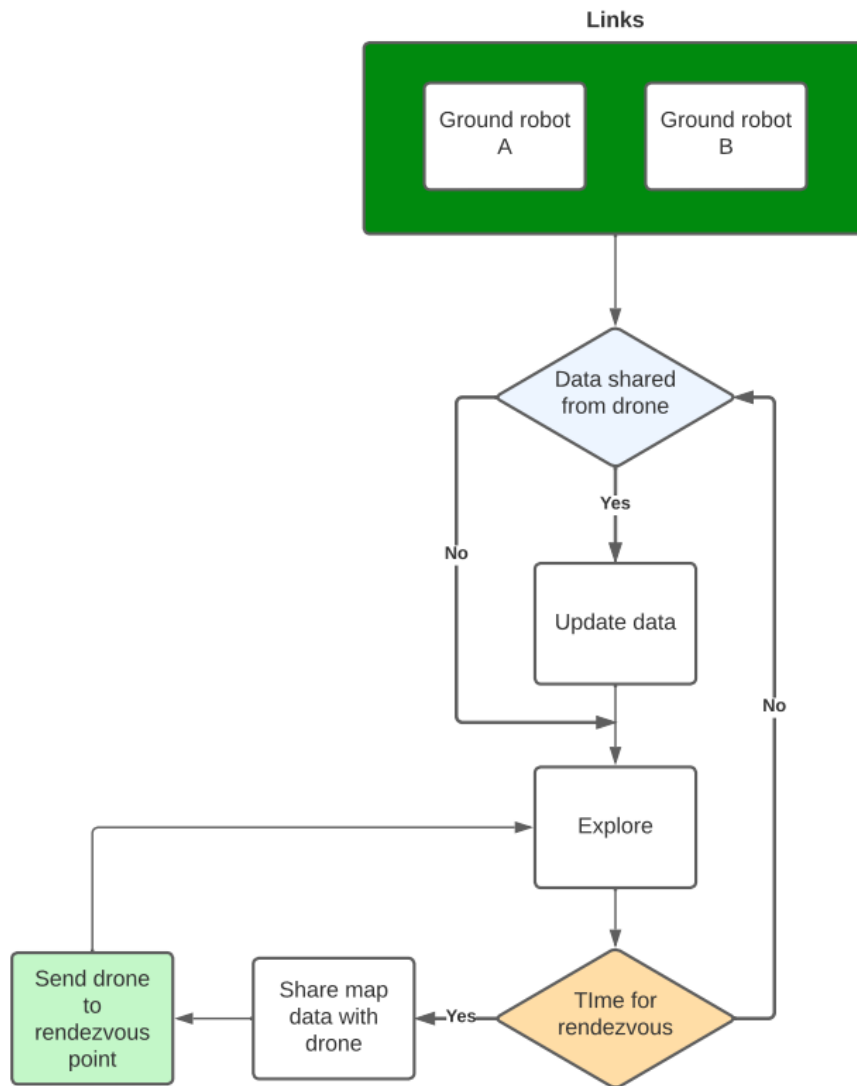 Links
Ground robot
A
Ground robot
B
Data shared
from drone
Yes
No
Update data
No
Explore
Send drone
to
rendezvous
point
Share map
data with
drone
Yes
TIme for
rendezvous